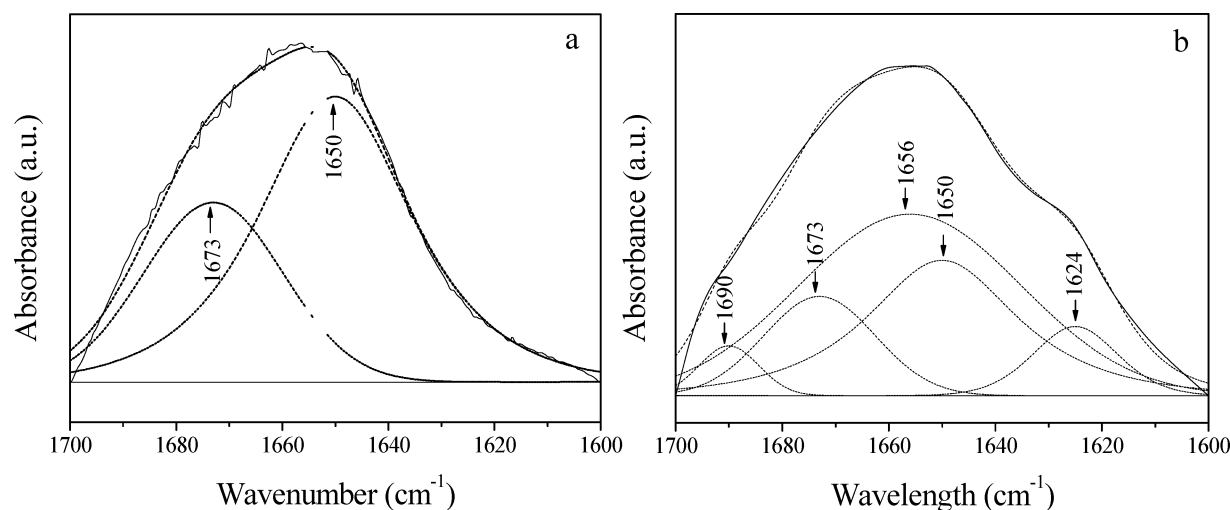 a
1650
1673
Absorbance (a.u.)
1700 1680 1660 1640 1620 1600
Wavenumber (cm⁻¹)
b
1656
1650
1673
1690
1624
Absorbance (a.u.)
1700 1680 1660 1640 1620 1600
Wavelength (cm⁻¹)